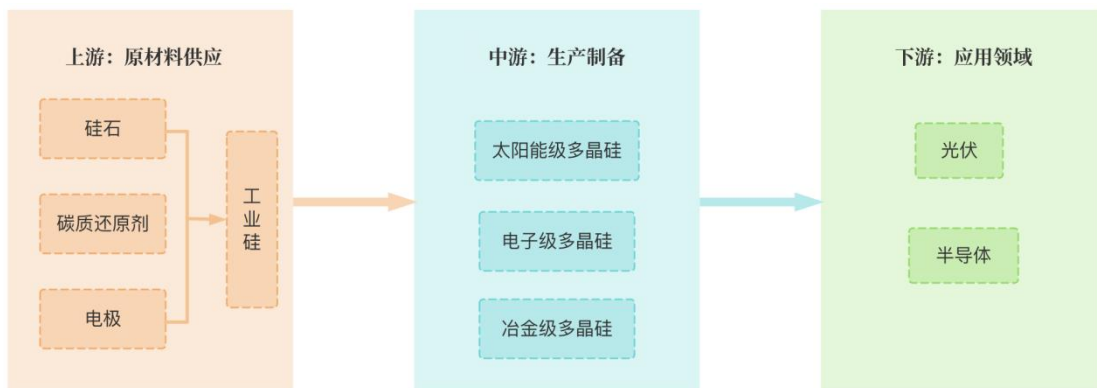 上游：原材料供应
硅石
碳质还原剂
电极
工业硅
中游：生产制备
太阳能级多晶硅
电子级多晶硅
冶金级多晶硅
下游：应用领域
光伏
半导体